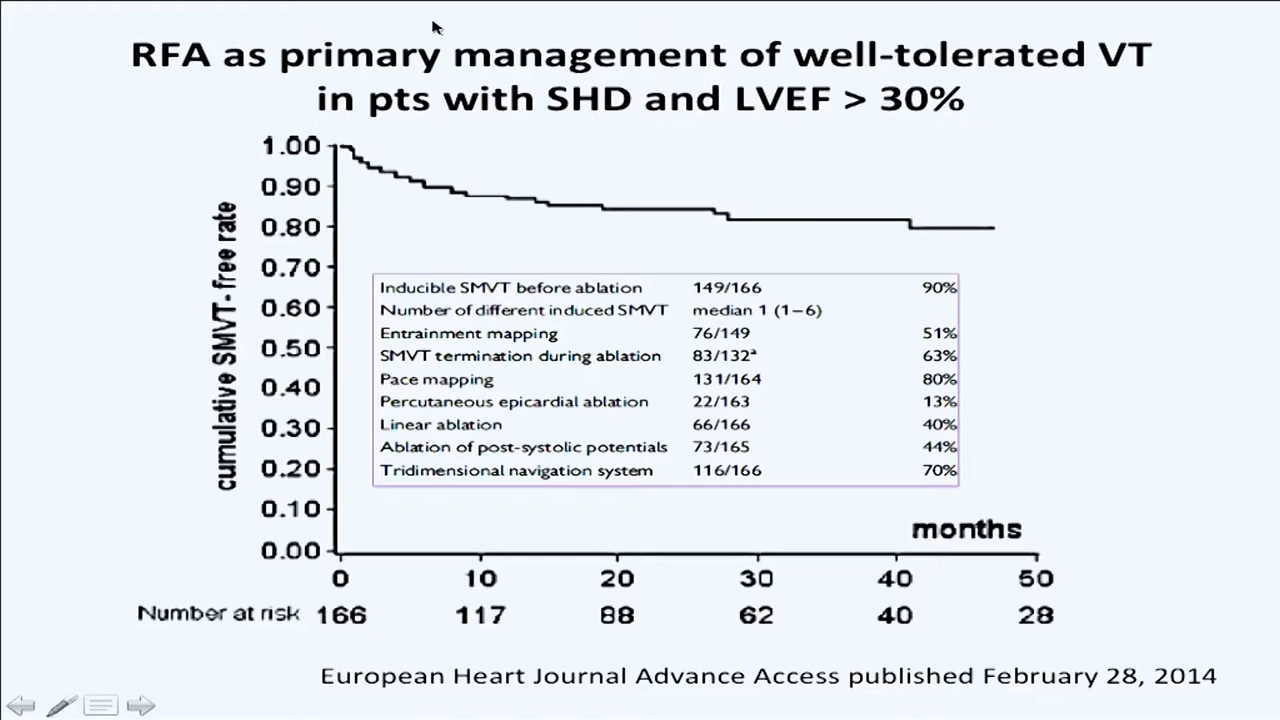 RFA as primary management of well-tolerated VT
in pts with SHD and LVEF > 30%
cumulative SMVT-free rate
1.00
0.90
0.80
0.70
0.60
0.50
0.40
0.30
0.20
0.10
0.00
Inducible SMVT before ablation 149/166 90%
Number of different induced SMVT median 1 (1–6)
Entrainment mapping 76/149 51%
SMVT termination during ablation 83/132ª 63%
Pace mapping 131/164 80%
Percutaneous epicardial ablation 22/163 13%
Linear ablation 66/166 40%
Ablation of post-systolic potentials 73/165 44%
Tridimensional navigation system 116/166 70%
months
0 10 20 30 40 50
Number at risk 166 117 88 62 40 28
European Heart Journal Advance Access published February 28, 2014